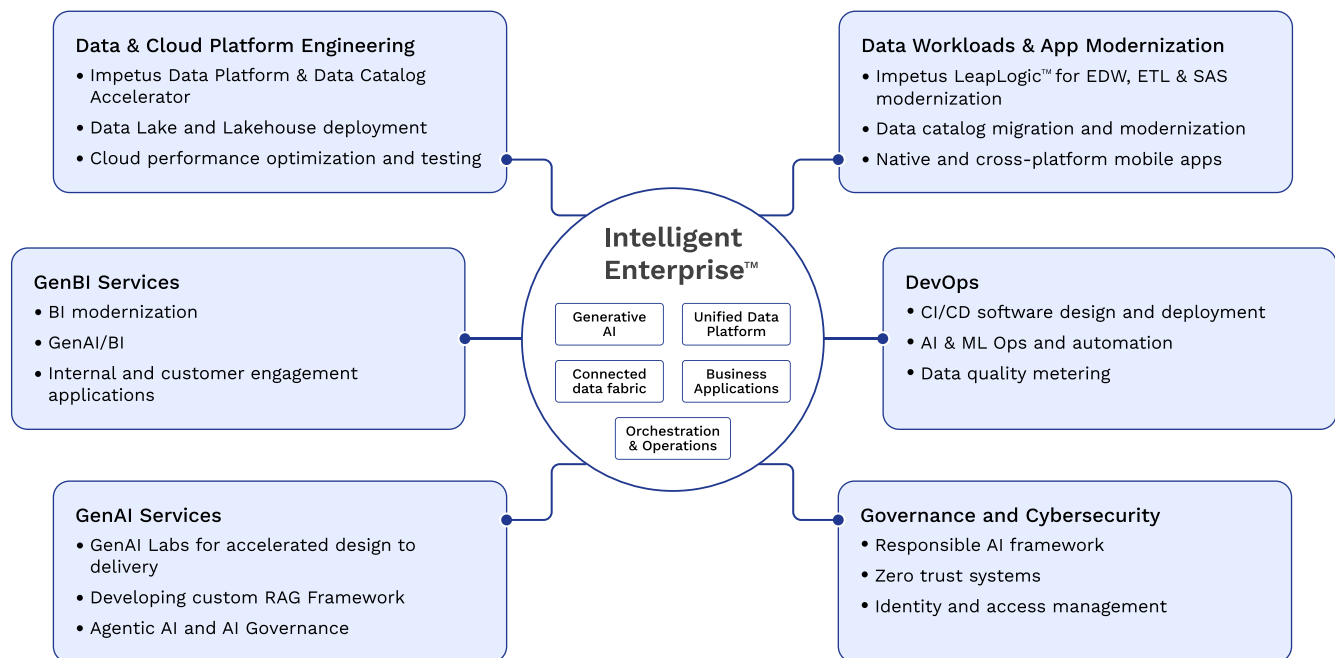 Data & Cloud Platform Engineering
• Impetus Data Platform & Data Catalog
Accelerator
• Data Lake and Lakehouse deployment
• Cloud performance optimization and testing
Data Workloads & App Modernization
• Impetus LeapLogic™ for EDW, ETL & SAS
modernization
• Data catalog migration and modernization
• Native and cross-platform mobile apps
GenBI Services
• BI modernization
• GenAI/BI
• Internal and customer engagement
applications
Intelligent
Enterprise™
Generative
AI
Unified Data
Platform
Connected
data fabric
Business
Applications
Orchestration
& Operations
DevOps
• CI/CD software design and deployment
• AI & ML Ops and automation
• Data quality metering
GenAI Services
• GenAI Labs for accelerated design to
delivery
• Developing custom RAG Framework
• Agentic AI and AI Governance
Governance and Cybersecurity
• Responsible AI framework
• Zero trust systems
• Identity and access management